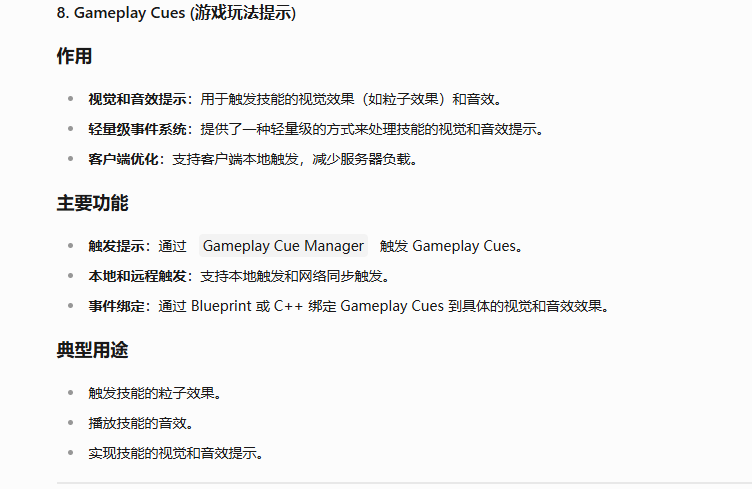 8. Gameplay Cues (游戏玩法提示)
作用
视觉和音效提示：用于触发技能的视觉效果（如粒子效果）和音效。
轻量级事件系统：提供了一种轻量级的方式来处理技能的视觉和音效提示。
客户端优化：支持客户端本地触发，减少服务器负载。
主要功能
触发提示：通过 Gameplay Cue Manager 触发 Gameplay Cues。
本地和远程触发：支持本地触发和网络同步触发。
事件绑定：通过 Blueprint 或 C++ 绑定 Gameplay Cues 到具体的视觉和音效效果。
典型用途
触发技能的粒子效果。
播放技能的音效。
实现技能的视觉和音效提示。